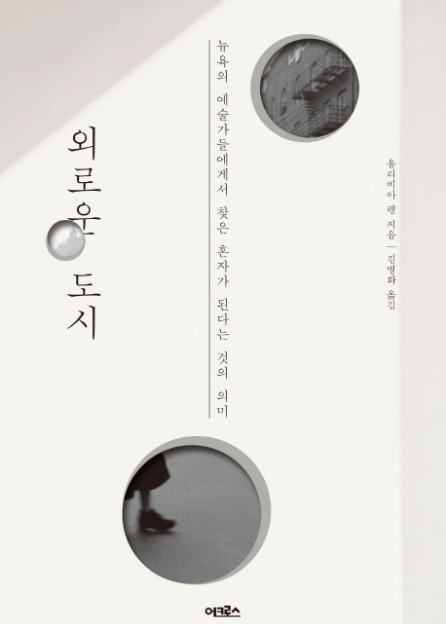 외로운 도시
뉴욕의 예술가들에게서 찾은 혼자가 된다는 것의 의미
올리비아 랭 지음 | 김병화 옮김
어크로스